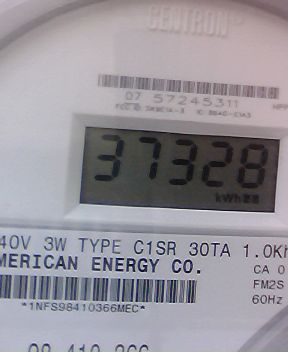 CENTRON
07 57245311
37328
kWh
40V 3W TYPE C1SR 30TA 1.0Kh
MERICAN ENERGY CO. CA 0
FM2S
*1NFS98410366MEC* 60Hz